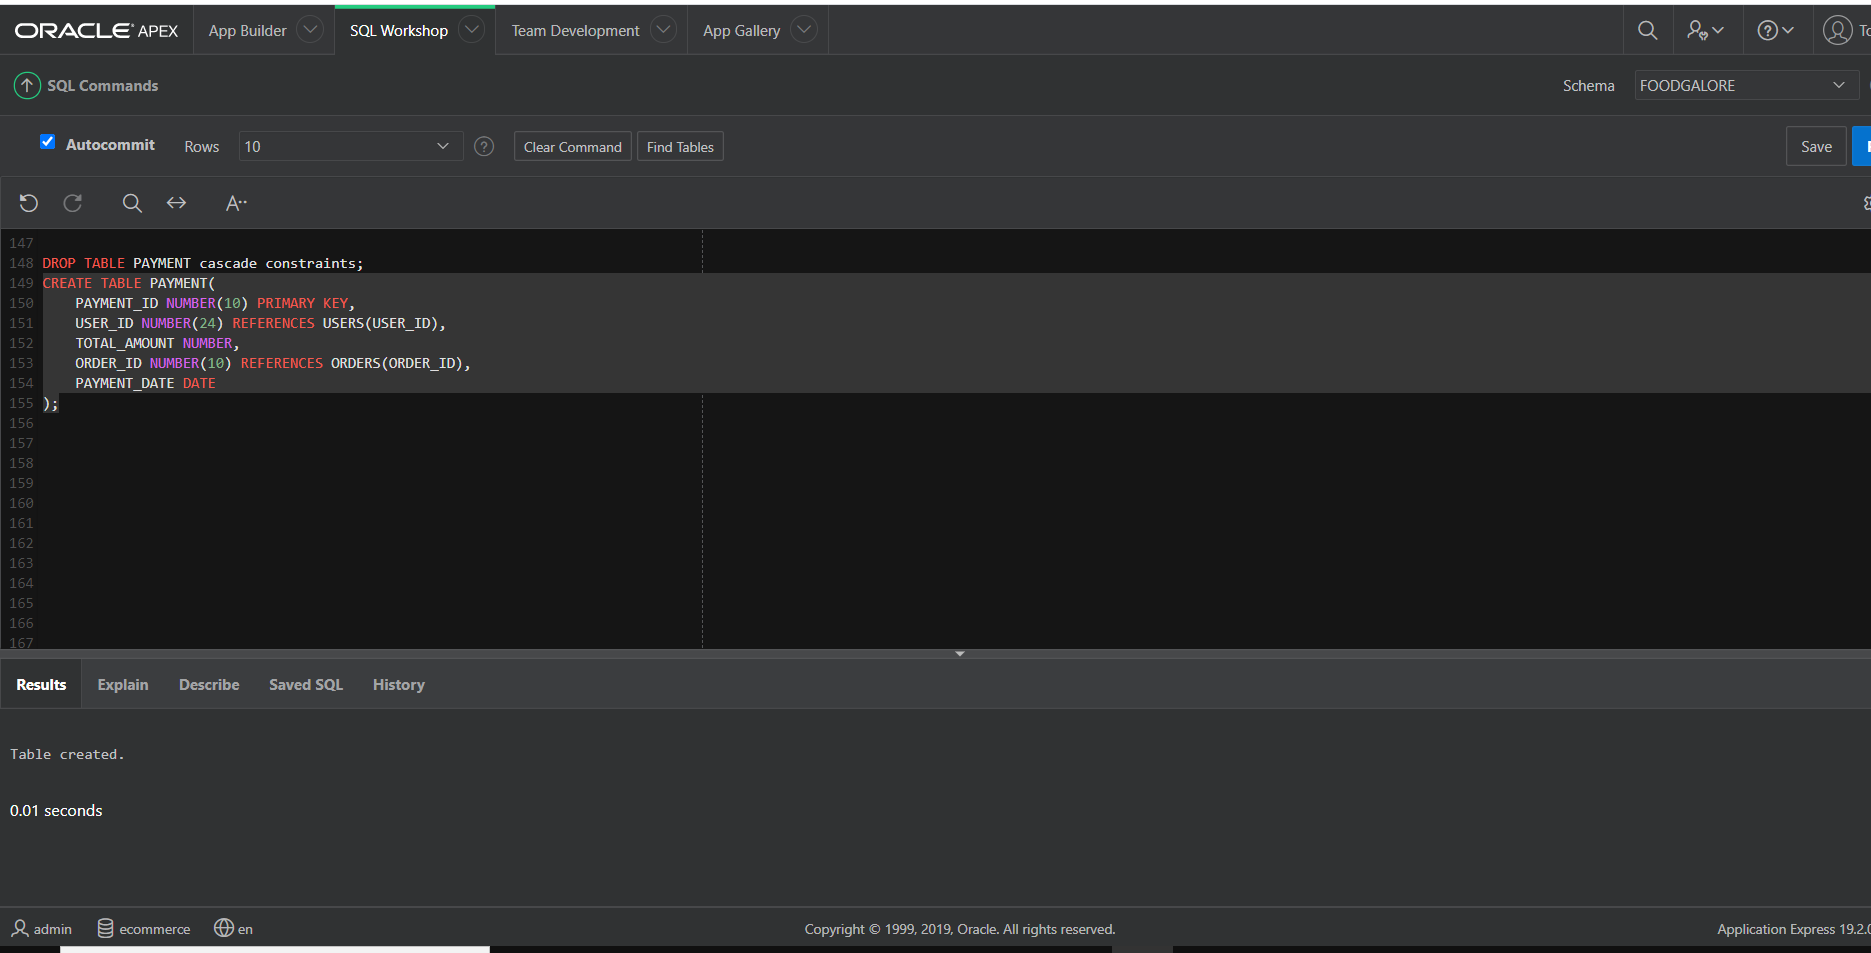 ORACLE APEX App Builder SQL Workshop Team Development App Gallery
SQL Commands Schema FOODGALORE
Autocommit Rows 10 ? Clear Command Find Tables Save
A··
147
148 DROP TABLE PAYMENT cascade constraints;
149 CREATE TABLE PAYMENT(
150 PAYMENT_ID NUMBER(10) PRIMARY KEY,
151 USER_ID NUMBER(24) REFERENCES USERS(USER_ID),
152 TOTAL_AMOUNT NUMBER,
153 ORDER_ID NUMBER(10) REFERENCES ORDERS(ORDER_ID),
154 PAYMENT_DATE DATE
155 );
156
157
158
159
160
161
162
163
164
165
166
167
Results Explain Describe Saved SQL History
Table created.
0.01 seconds
admin ecommerce en Copyright © 1999, 2019, Oracle. All rights reserved. Application Express 19.2.